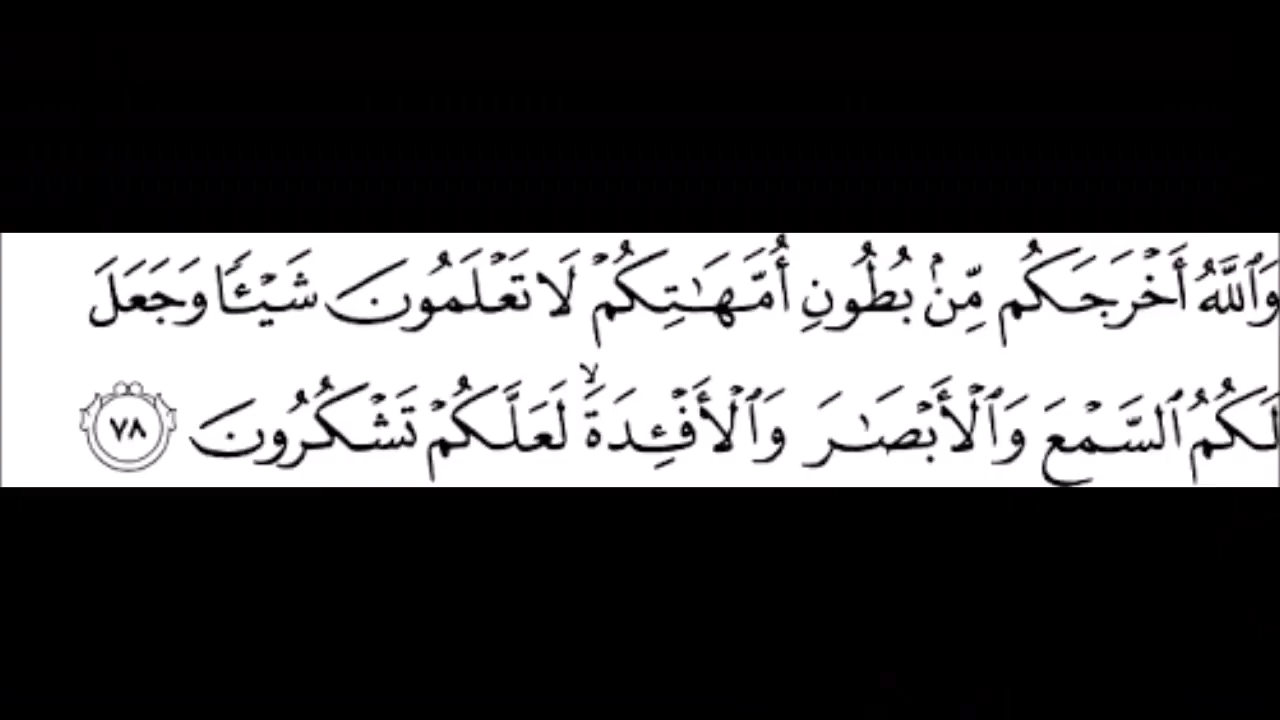 وَٱللَّهُ أَخْرَجَكُم مِّنۢ بُطُونِ أُمَّهَـٰتِكُمْ لَا تَعْلَمُونَ شَيْـًٔا وَجَعَلَ
لَكُمُ ٱلسَّمْعَ وَٱلْأَبْصَـٰرَ وَٱلْأَفْـِٔدَةَ ۙ لَعَلَّكُمْ تَشْكُرُونَ ٧٨